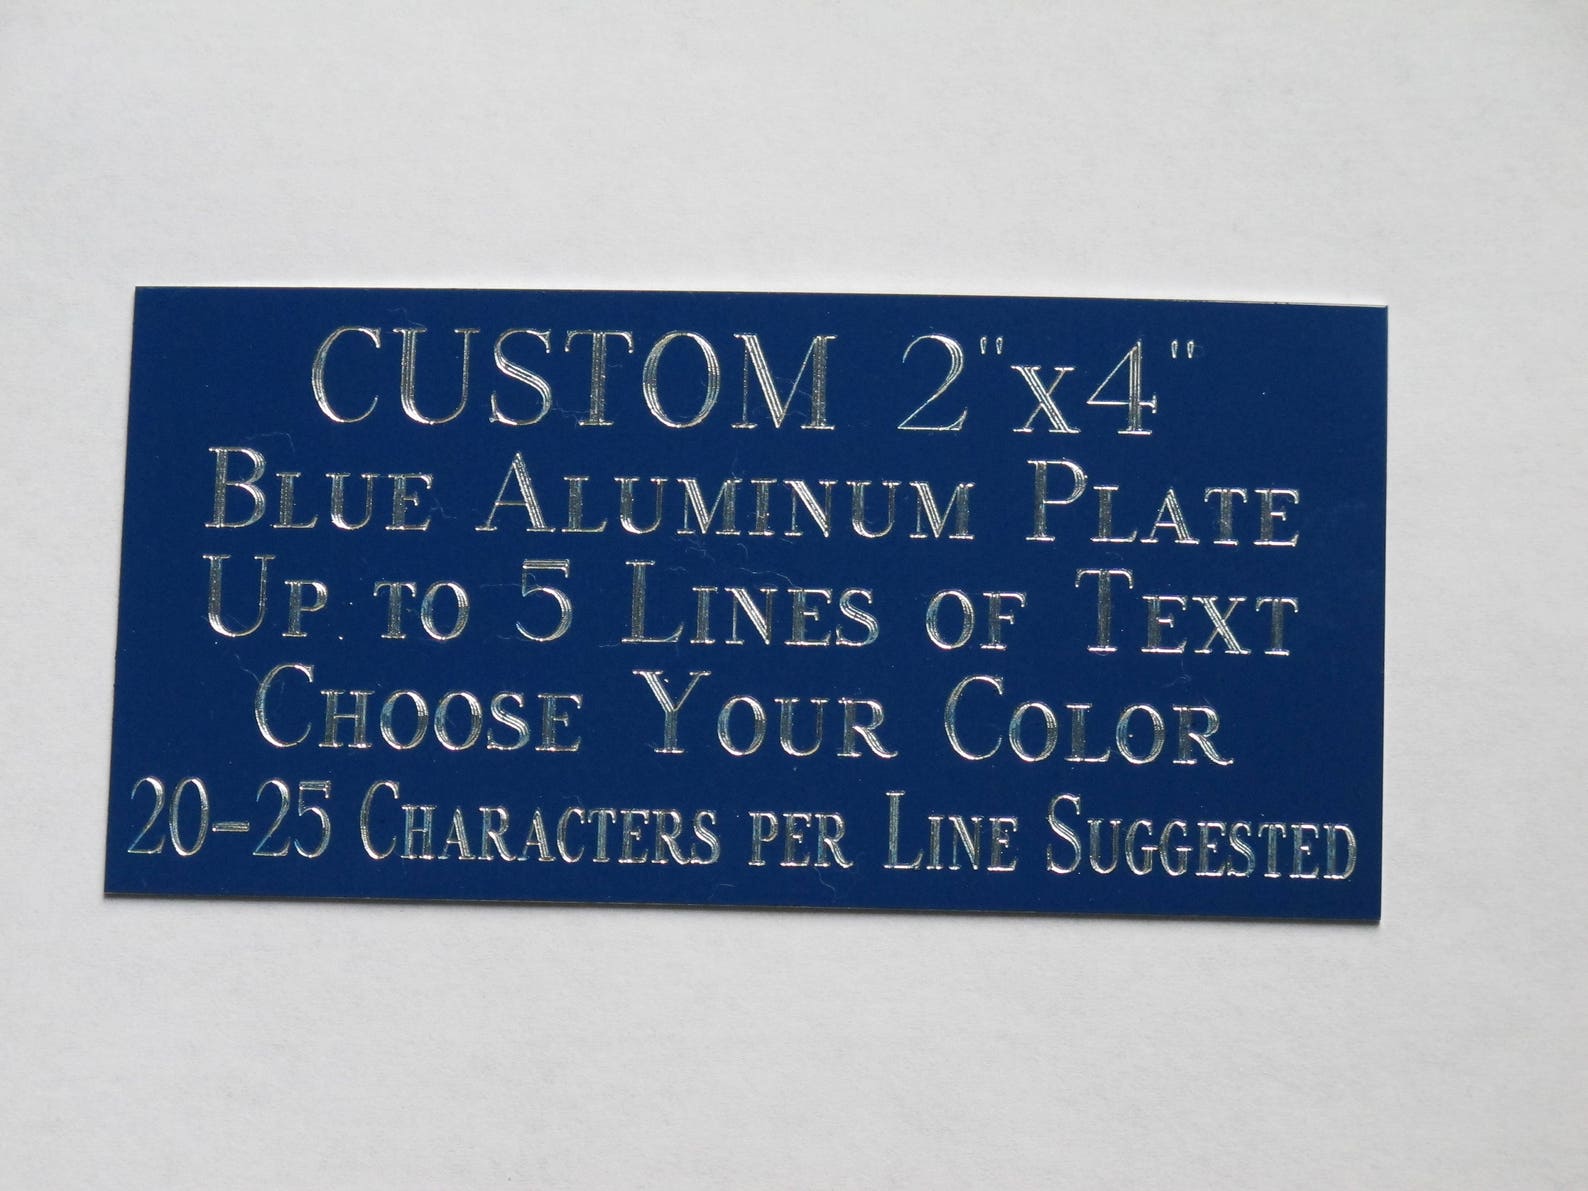 CUSTOM 2"x4"
Blue Aluminum Plate
Up to 5 Lines of Text
Choose Your Color
20-25 Characters per Line Suggested